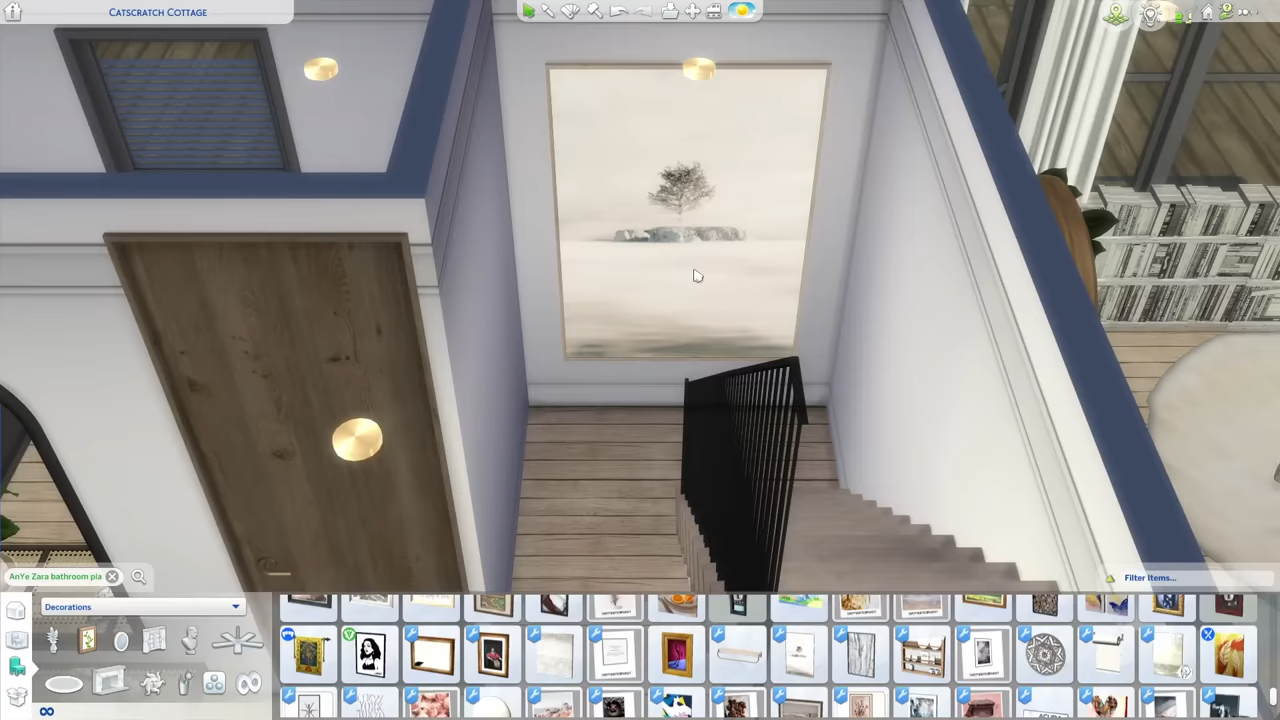 Catscratch Cottage
AnYe Zara bathroom pla
Filter Items...
Decorations